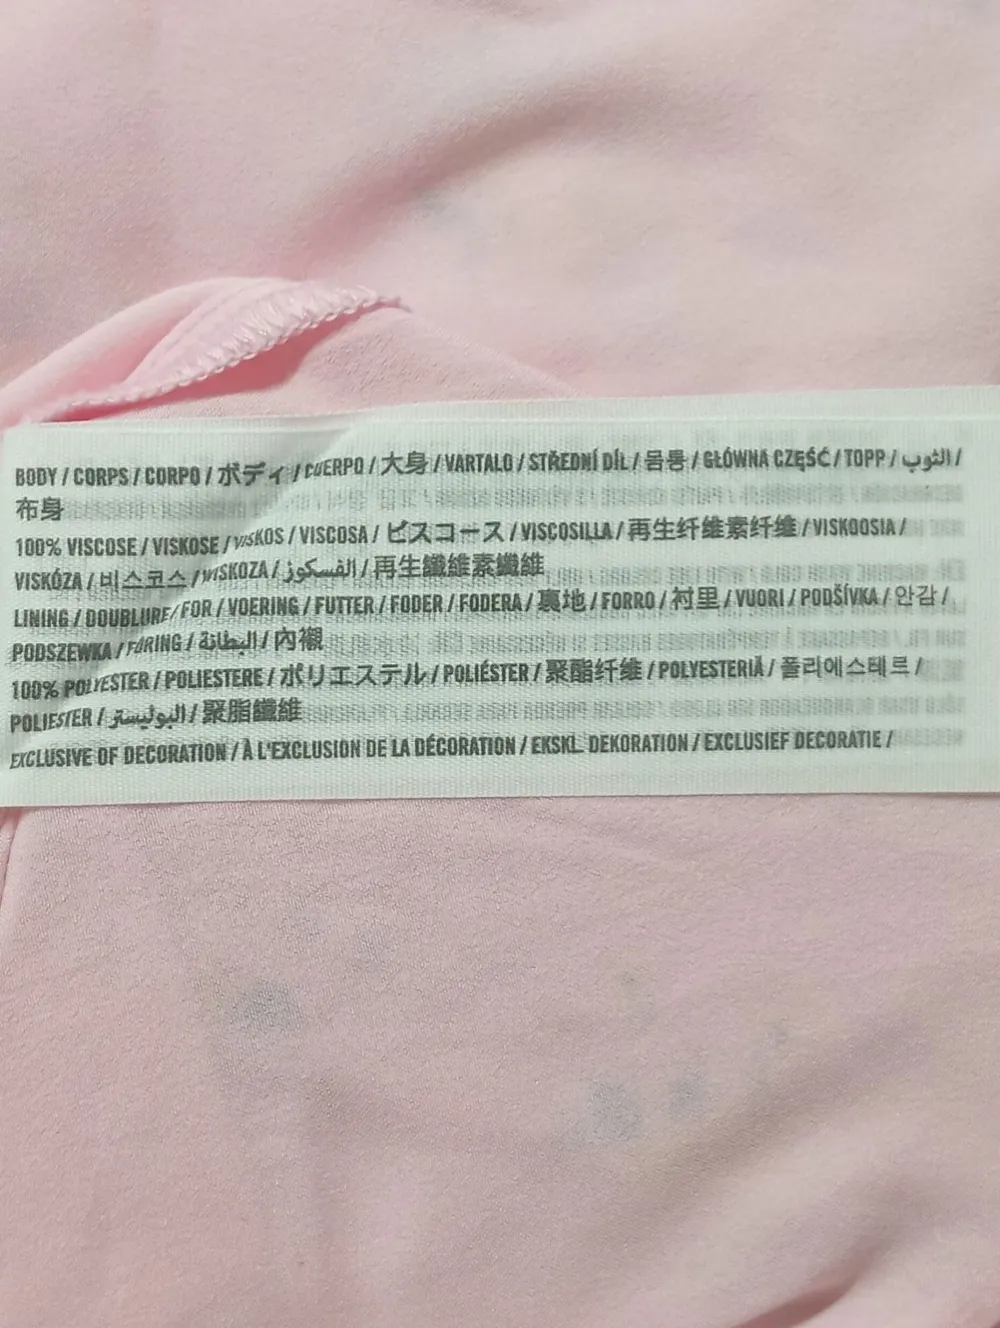 BODY / CORPS / CORPO / ボディ / CUERPO / 大身 / VARTALO / STŘEDNÍ DÍL / 몸통 / GŁÓWNA CZĘŚĆ / TOPP / الثوب /
布身
100% VISCOSE / VISKOSE / VISKOS / VISCOSA / ビスコース / VISCOSILLA / 再生纤维素纤维 / VISKOOSIA /
VISKÓZA / 비스코스 / WISKOZA / الفسكوز / 再生纖維素纖維
LINING / DOUBLURE / FOR / VOERING / FUTTER / FODER / FODERA / 裏地 / FORRO / 衬里 / VUORI / PODŠÍVKA / 안감 /
PODSZEWKA / FÓRING / البطانة / 內襯
100% POLYESTER / POLIESTERE / ポリエステル / POLIÉSTER / 聚酯纤维 / POLYESTERIÄ / 폴리에스테르 /
POLIESTER / البوليستر / 聚脂纖維
EXCLUSIVE OF DECORATION / À L'EXCLUSION DE LA DÉCORATION / EKSKL. DEKORATION / EXCLUSIEF DECORATIE /